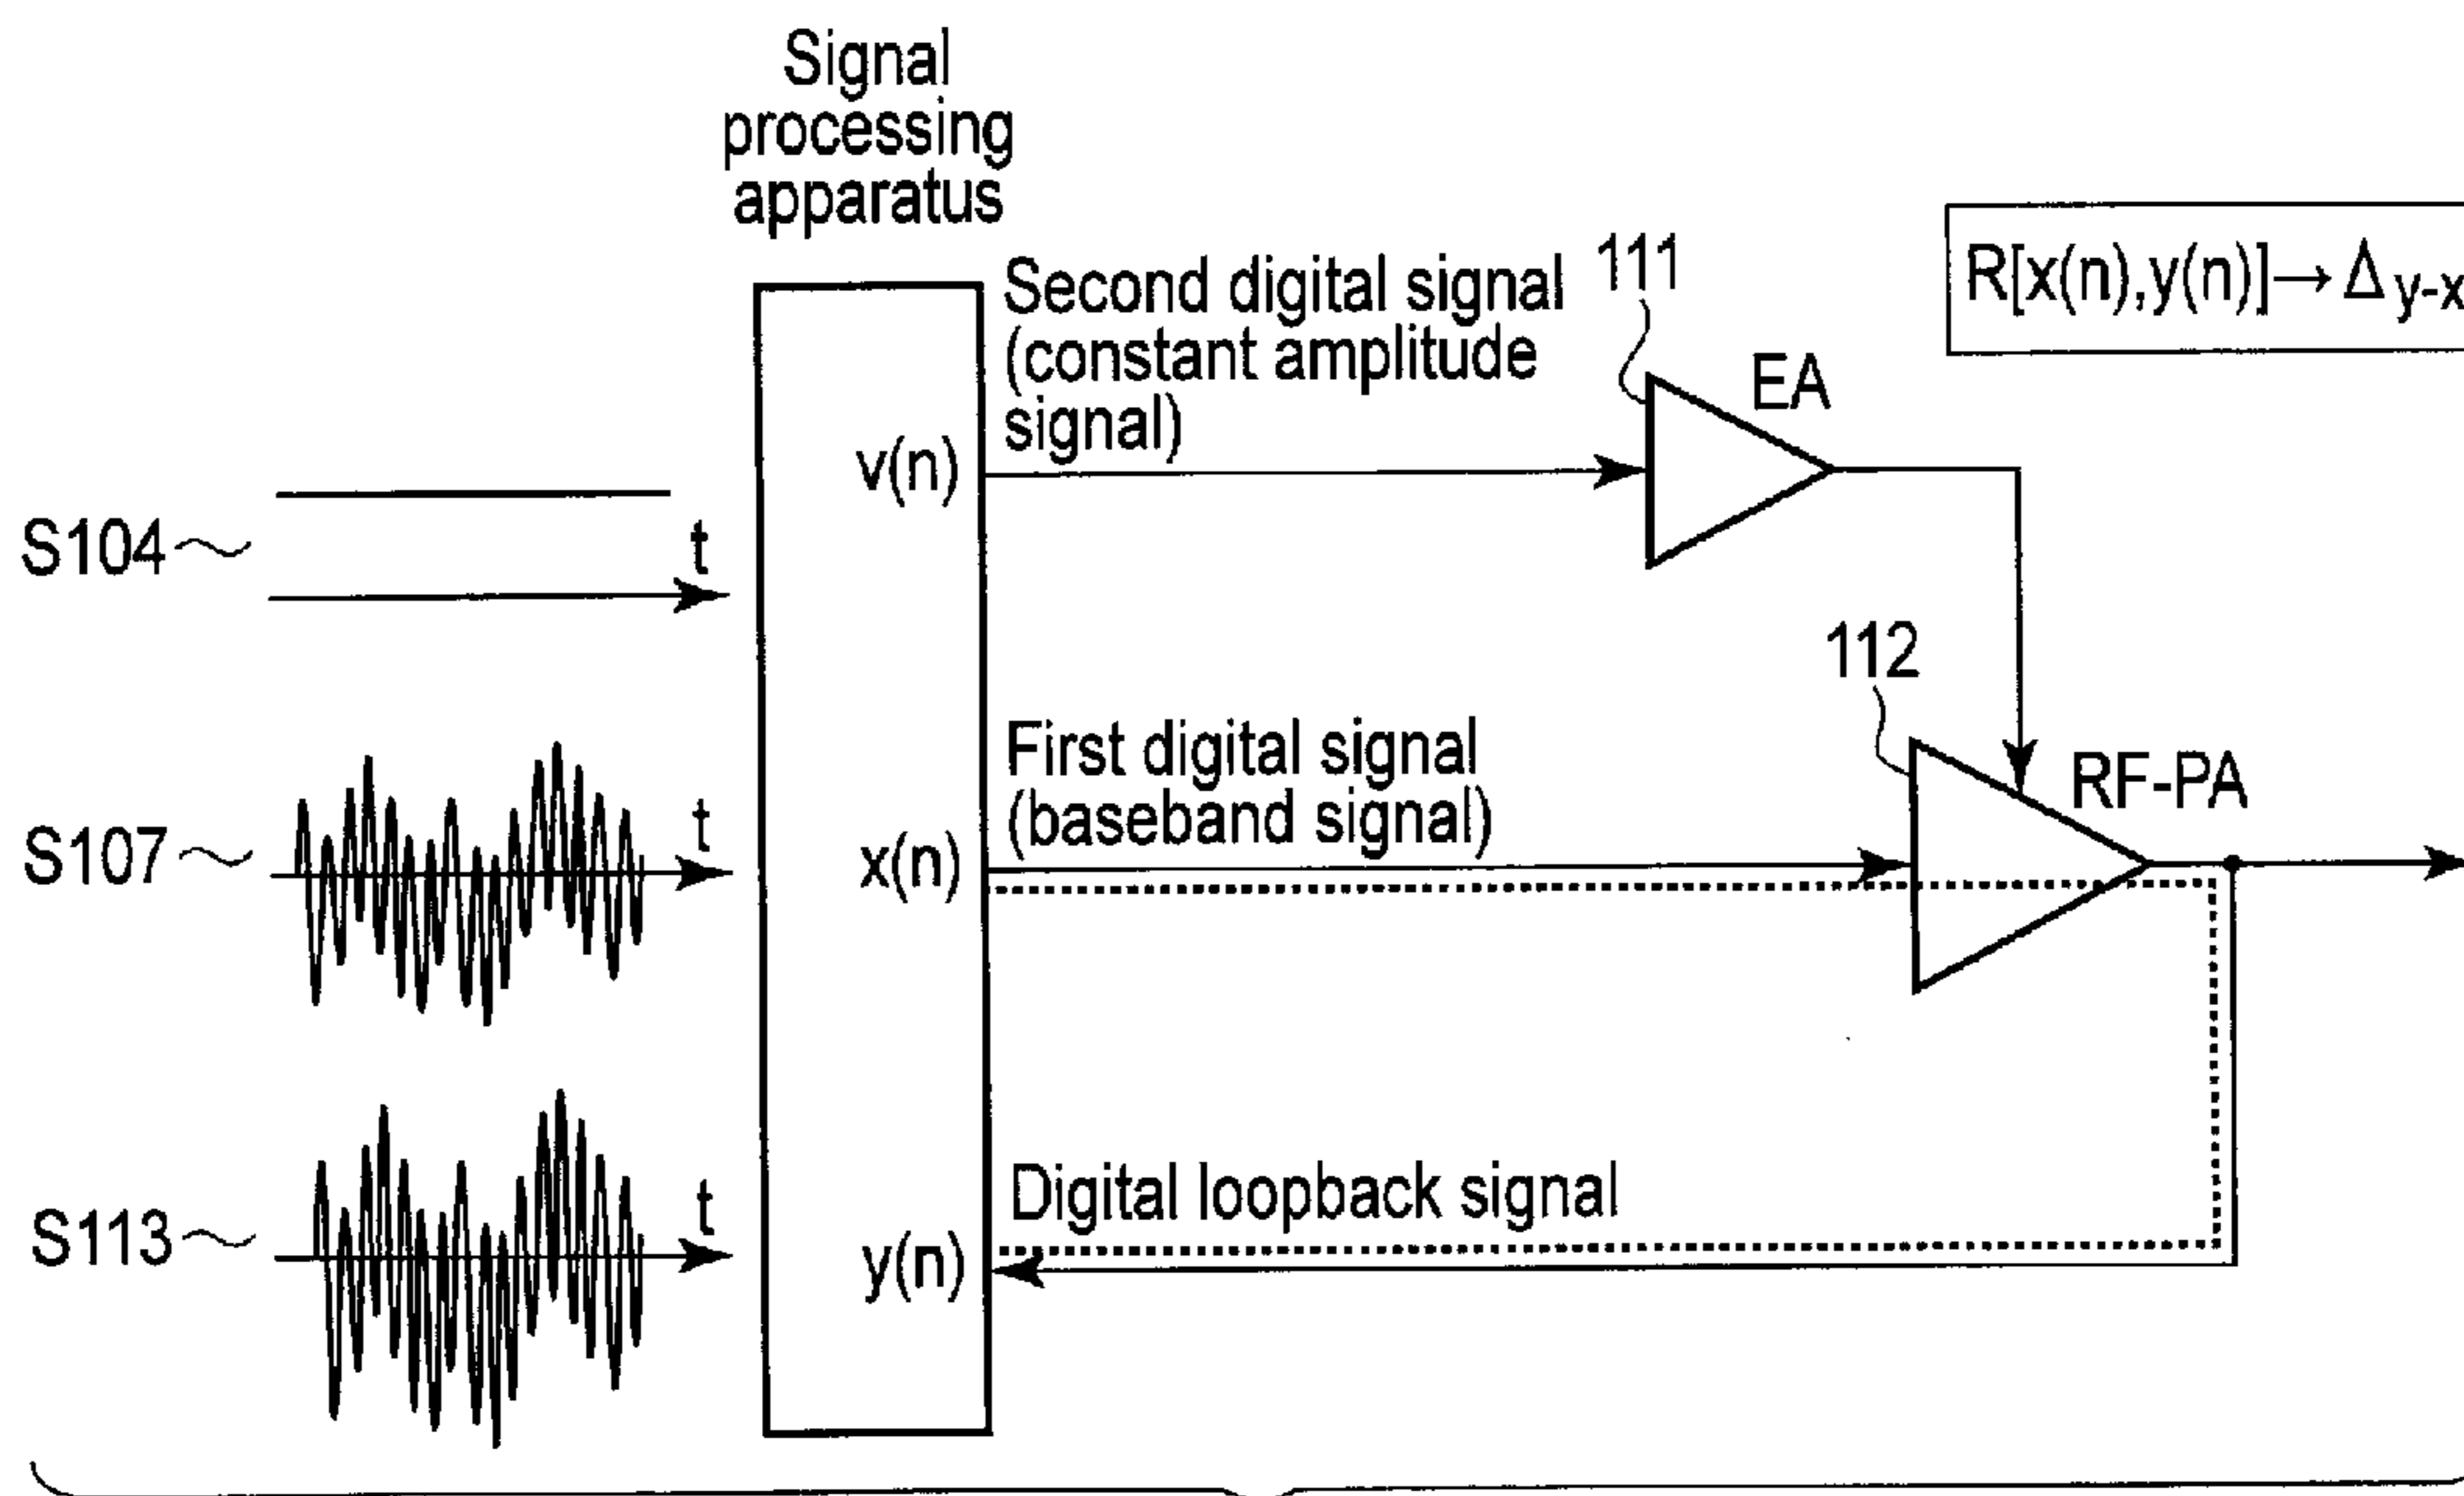 Signal
processing
apparatus
Second digital signal
(constant amplitude
signal)
111
R[x(n),y(n)]→Δy-x
EA
v(n)
S104
t
112
First digital signal
(baseband signal)
RF-PA
S107
t
x(n)
Digital loopback signal
S113
t
y(n)